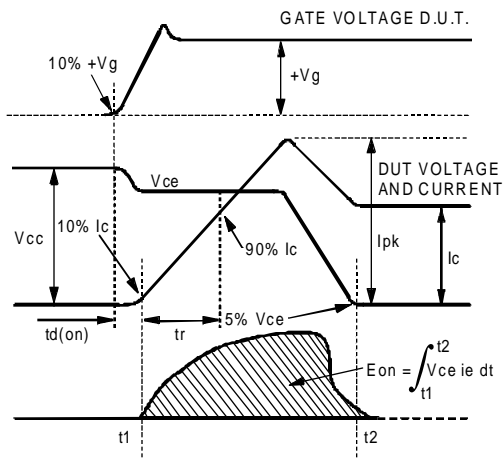 GATE VOLTAGE D.U.T.
10% +Vg
+Vg
Vce
DUT VOLTAGE
AND CURRENT
Vcc
10% Ic
90% Ic
Ipk
Ic
td(on)
tr
5% Vce
Eon = ∫ Vce ie dt
t2
t1
t1
t2